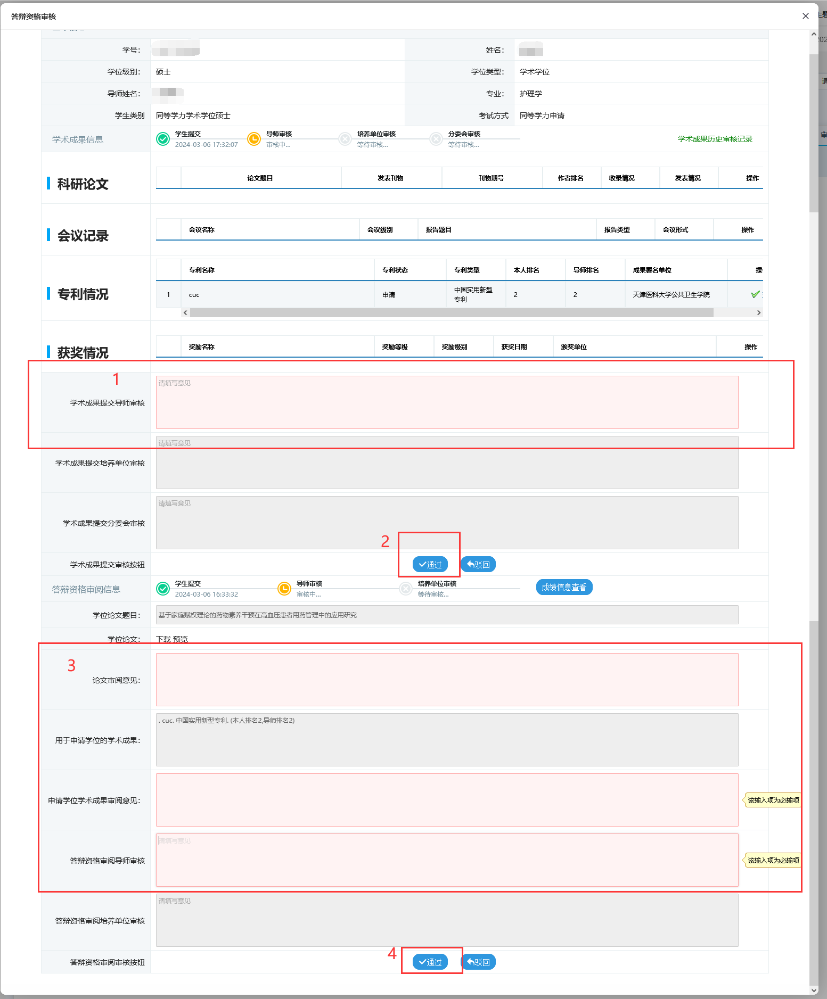 答辩资格审核
学号：
姓名：
学位级别： 硕士
学位类型： 学术学位
导师姓名：
专业： 护理学
学生类别 同等学力学术学位硕士
考试方式 同等学力申请
学术成果信息
学生提交
2024-03-06 17:32:07
导师审核
审核中...
培养单位审核
等待审核...
分委会审核
等待审核...
学术成果历史审核记录
科研论文
论文题目 发表刊物 刊物期号 作者排名 收录情况 发表情况 操作
会议记录
会议名称 会议级别 报告题目 报告类型 会议形式 操作
专利情况
专利名称 专利状态 专利类型 本人排名 导师排名 成果署名单位
1 cuc 申请 中国实用新型
专利 2 2 天津医科大学公共卫生学院
获奖情况
奖励名称 奖励等级 奖励级别 获奖日期 颁奖单位 操作
1
学术成果提交导师审核
请填写意见
学术成果提交培养单位审核
请填写意见
学术成果提交分委会审核
请填写意见
2
学术成果提交审核按钮
通过 驳回
答辩资格审阅信息
学生提交
2024-03-06 16:33:32
导师审核
审核中...
培养单位审核
等待审核...
成绩信息查看
学位论文题目： 基于家庭赋权理论的药物素养干预在高血压患者用药管理中的应用研究
学位论文： 下载 预览
3
论文审阅意见：
用于申请学位的学术成果：
. cuc. 中国实用新型专利. (本人排名2,导师排名2)
申请学位学术成果审阅意见：
该输入项为必输项
答辩资格审阅导师审核
请填写意见
该输入项为必输项
答辩资格审阅培养单位审核
请填写意见
4
答辩资格审阅审核按钮
通过 驳回